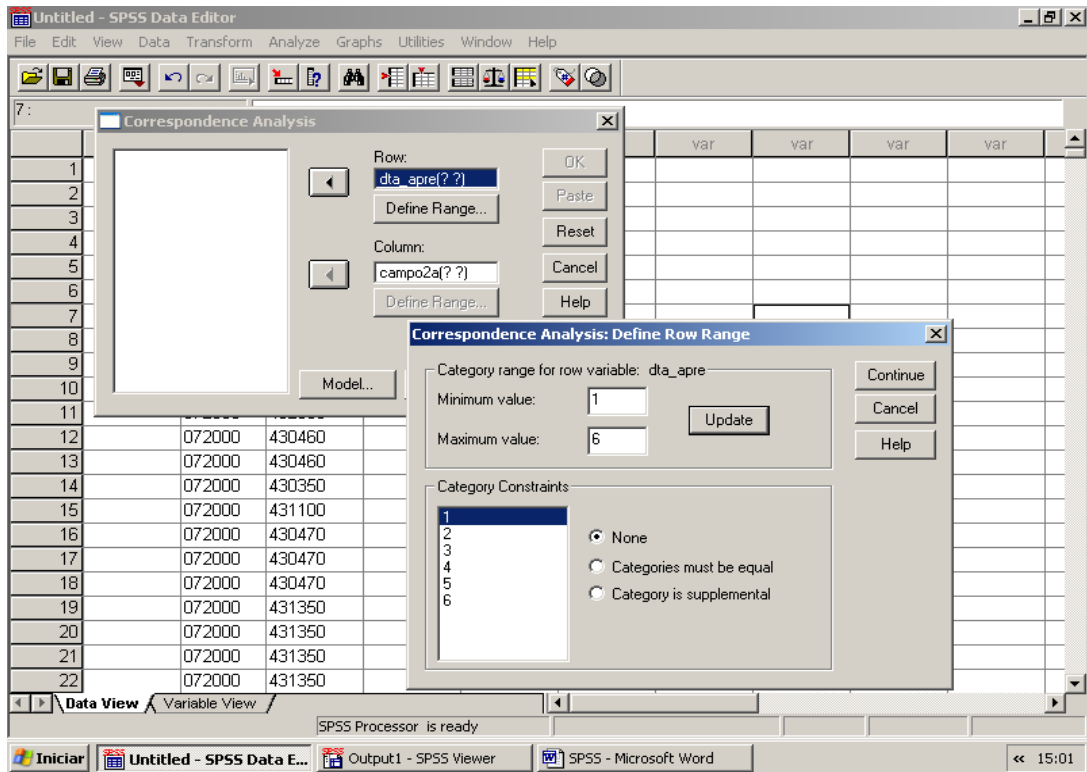 Untitled - SPSS Data Editor
File Edit View Data Transform Analyze Graphs Utilities Window Help
7 :
Correspondence Analysis
Row:
dta_apre(? ?)
Define Range...
Column:
campo2a(? ?)
Define Range...
OK
Paste
Reset
Cancel
Help
Model...
var var var var
1
2
3
4
5
6
7
8
9
10
11
12 072000 430460
13 072000 430460
14 072000 430350
15 072000 431100
16 072000 430470
17 072000 430470
18 072000 430470
19 072000 431350
20 072000 431350
21 072000 431350
22 072000 431350
Correspondence Analysis: Define Row Range
Category range for row variable: dta_apre
Minimum value: 1
Maximum value: 6
Update
Continue
Cancel
Help
Category Constraints
1
2
3
4
5
6
None
Categories must be equal
Category is supplemental
Data View Variable View
SPSS Processor is ready
Iniciar
Untitled - SPSS Data E...
Output1 - SPSS Viewer
SPSS - Microsoft Word
« 15:01